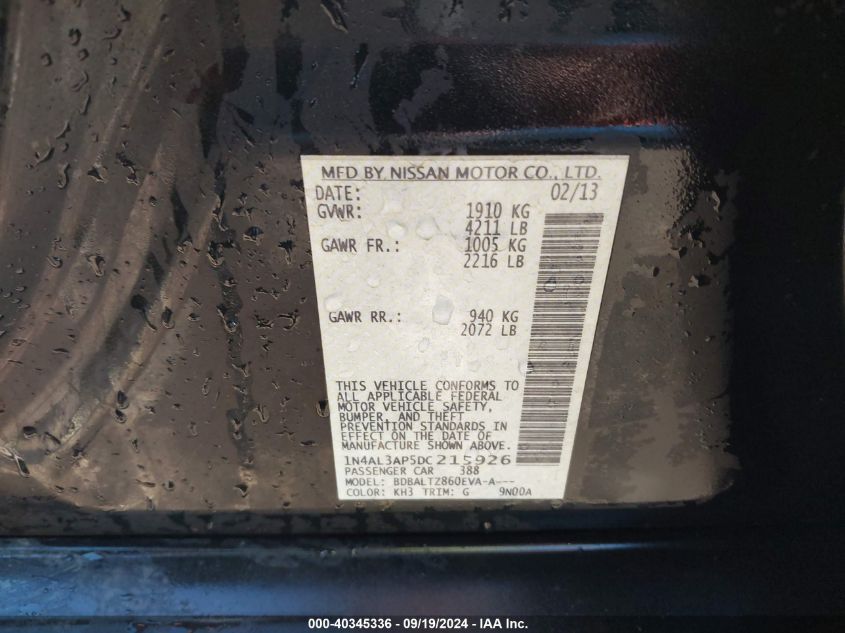 MFD BY NISSAN MOTOR CO., LTD.
DATE: 02/13
GVWR: 1910 KG
4211 LB
GAWR FR.: 1005 KG
2216 LB
GAWR RR.: 940 KG
2072 LB
THIS VEHICLE CONFORMS TO
ALL APPLICABLE FEDERAL
MOTOR VEHICLE SAFETY,
BUMPER, AND THEFT
PREVENTION STANDARDS IN
EFFECT ON THE DATE OF
MANUFACTURE SHOWN ABOVE.
1N4AL3AP5DC215926
PASSENGER CAR 388
MODEL: BDBALTZ860EVA-A---
COLOR: KH3 TRIM: G 9N00A
000-40345336 - 09/19/2024 - IAA Inc.